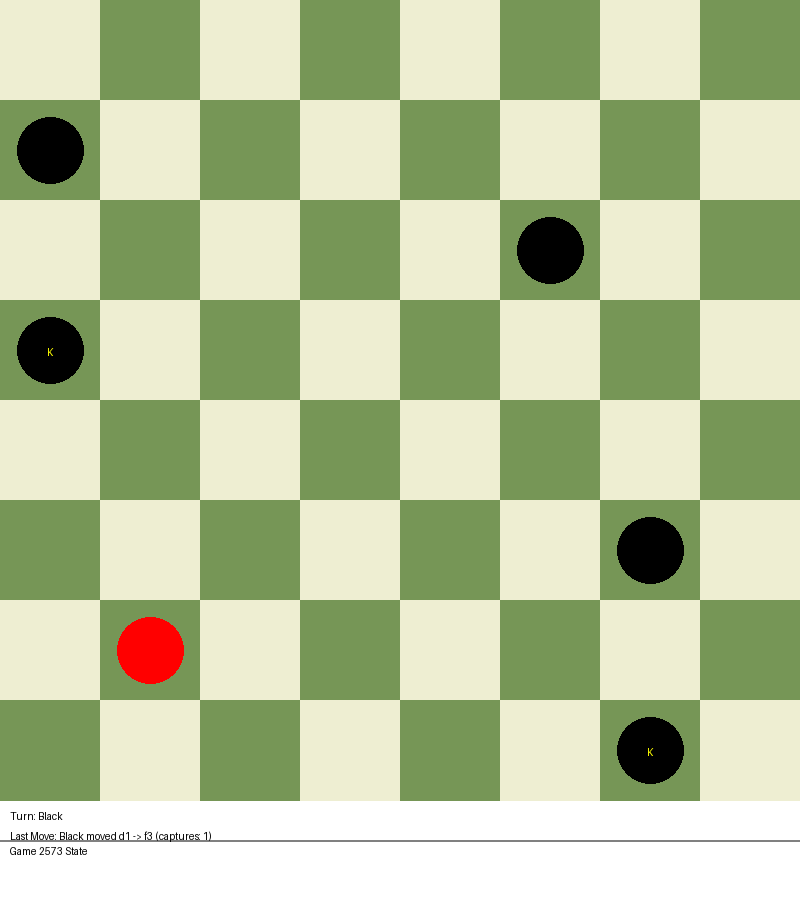 K
K
Turn: Black
Last Move: Black moved d1 -> f3 (captures: 1)
Game 2573 State